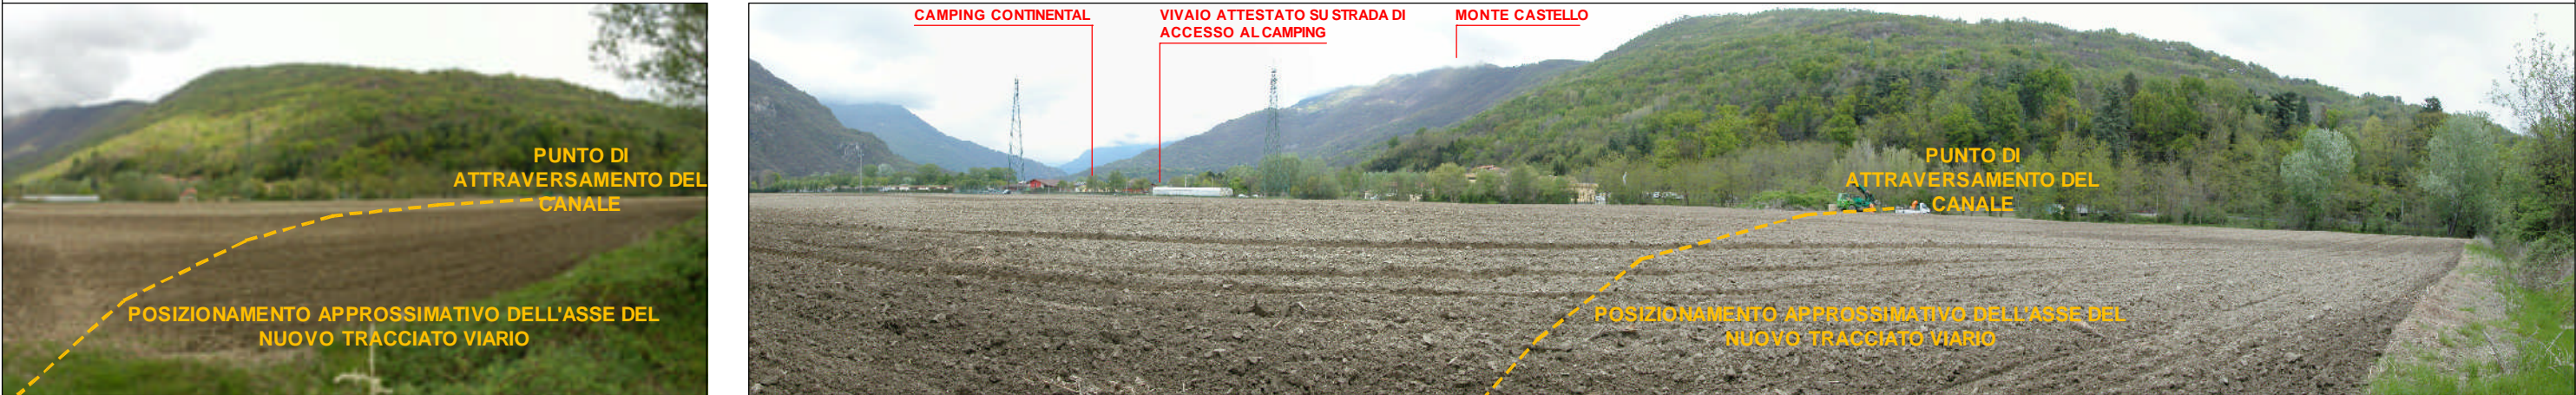 PUNTO DI
ATTRAVERSAMENTO DEL
CANALE
POSIZIONAMENTO APPROSSIMATIVO DELL'ASSE DEL
NUOVO TRACCIATO VIARIO
CAMPING CONTINENTAL
VIVAIO ATTESTATO SU STRADA DI
ACCESSO AL CAMPING
MONTE CASTELLO
PUNTO DI
ATTRAVERSAMENTO DEL
CANALE
POSIZIONAMENTO APPROSSIMATIVO DELL'ASSE DEL
NUOVO TRACCIATO VIARIO